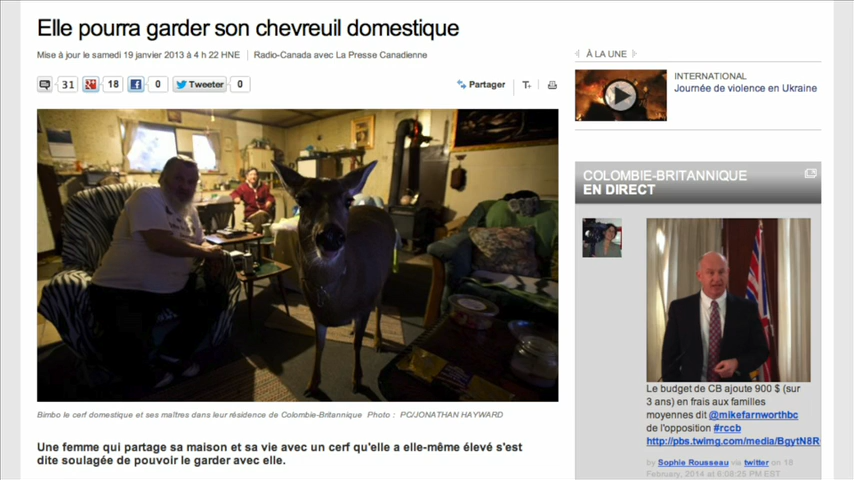 Elle pourra garder son chevreuil domestique
Mise à jour le samedi 19 janvier 2013 à 4 h 22 HNE | Radio-Canada avec La Presse Canadienne
31
18
0
Tweeter
0
Partager
T+
Bimbo le cerf domestique et ses maîtres dans leur résidence de Colombie-Britannique Photo : PC/JONATHAN HAYWARD
Une femme qui partage sa maison et sa vie avec un cerf qu'elle a elle-même élevé s'est
dite soulagée de pouvoir le garder avec elle.
À LA UNE
INTERNATIONAL
Journée de violence en Ukraine
COLOMBIE-BRITANNIQUE
EN DIRECT
Le budget de CB ajoute 900 $ (sur
3 ans) en frais aux familles
moyennes dit @mikefarnworthbc
de l'opposition #rccb
http://pbs.twimg.com/media/BgytN8R
by Sophie Rousseau via twitter on 18
February, 2014 at 6:08:25 PM EST